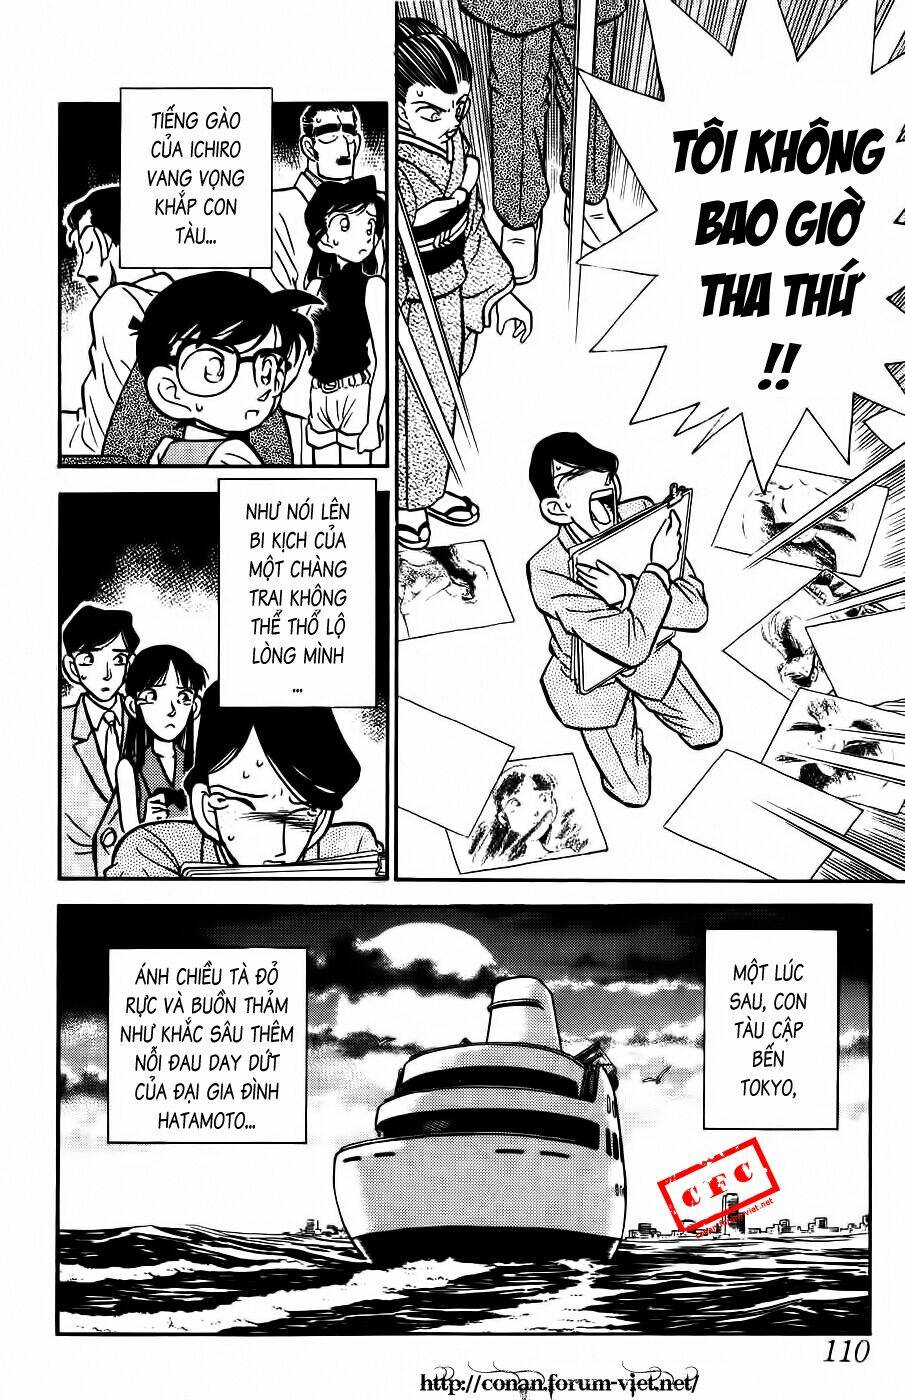 TÔI KHÔNG
BAO GIỜ
THA THỨ
!!
TIẾNG GÀO
CỦA ICHIRO
VANG VỌNG
KHẮP CON
TÀU...
NHƯ NÓI LÊN
BI KỊCH CỦA
MỘT CHÀNG
TRAI KHÔNG
THỂ THỔ LỘ
LÒNG MÌNH
...
MỘT LÚC
SAU, CON
TÀU CẬP
BẾN
TOKYO,
ÁNH CHIỀU TÀ ĐỎ
RỰC VÀ BUỒN THẢM
NHƯ KHẮC SÂU THÊM
NỖI ĐAU DAY DỨT
CỦA ĐẠI GIA ĐÌNH
HATAMOTO...
CFC
110
http://conan.forum-viet.net/